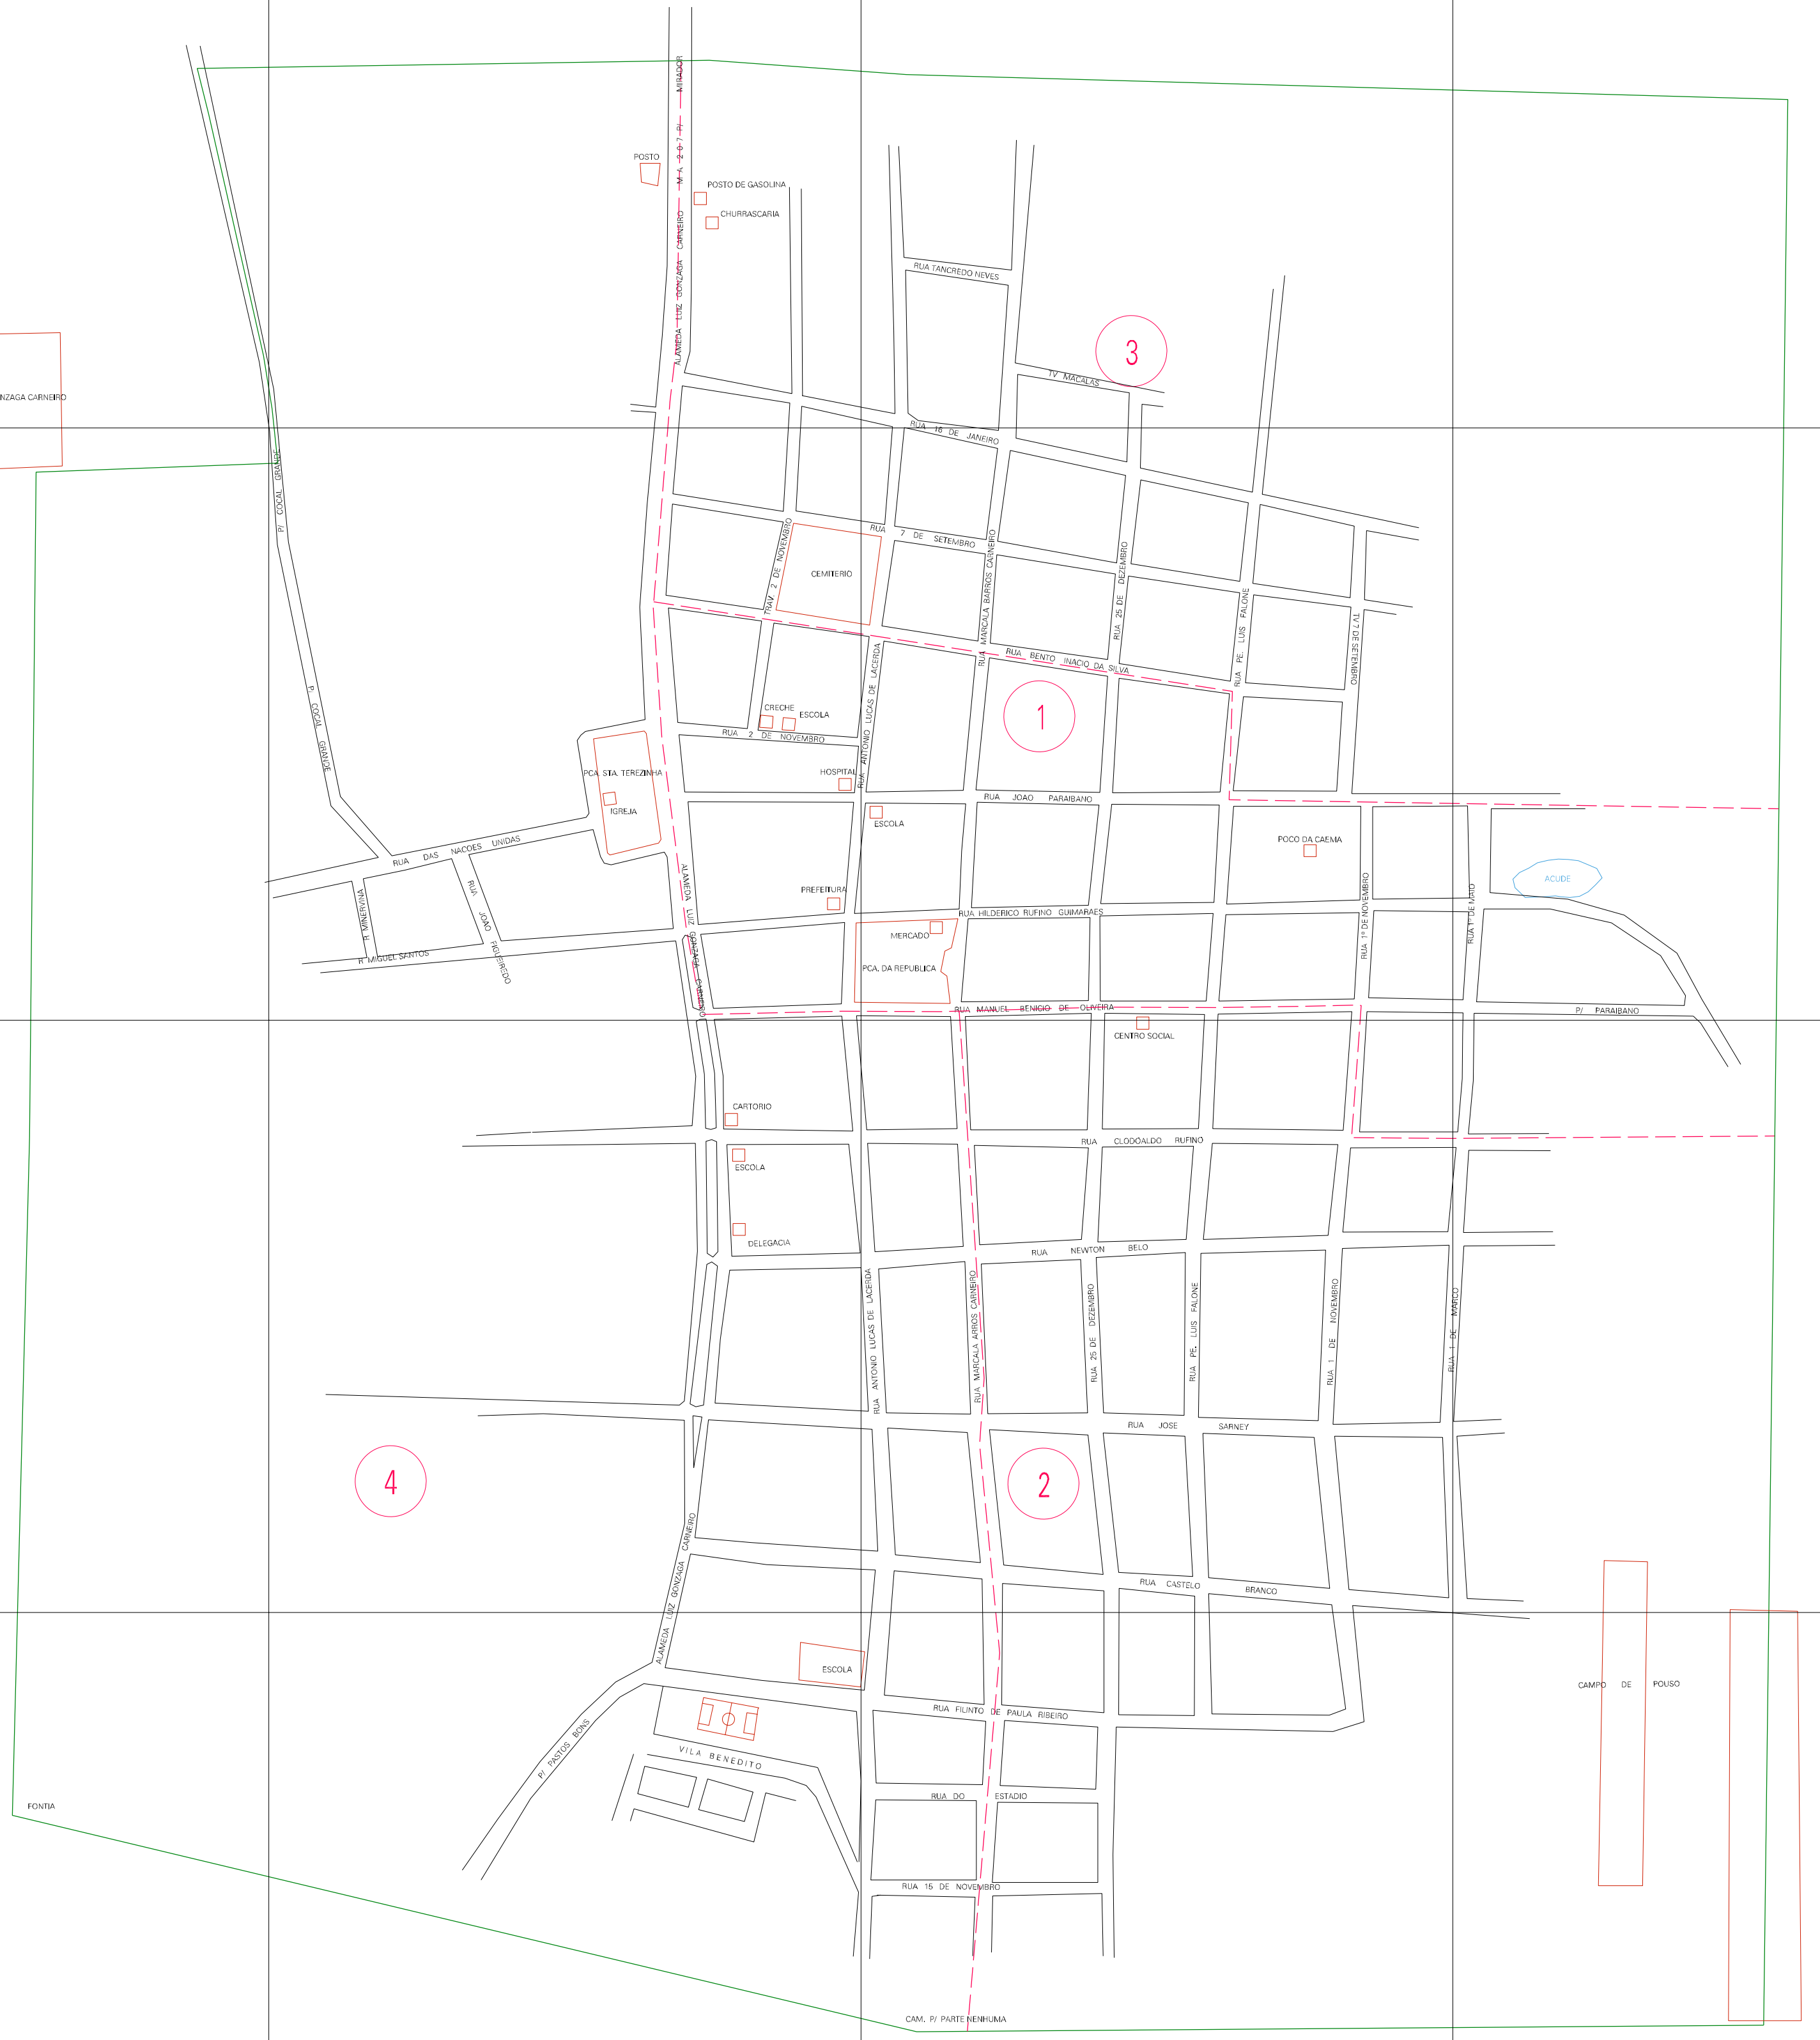 MIRADOR
MA 207 P/
ALAMEDA LUIZ GONZAGA CARNEIRO
POSTO
POSTO DE GASOLINA
CHURRASCARIA
RUA TANCREDO NEVES
3
TV MACALAS
NZAGA CARNEIRO
RUA 16 DE JANEIRO
P/ COCAL GRANDE
RUA 7 DE SETEMBRO
TRAV. 2 DE NOVEMBRO
CEMITERIO
RUA MARCALA BARROS CARNEIRO
RUA 25 DE DEZEMBRO
RUA PE. LUIS FALONE
TV 7 DE SETEMBRO
RUA BENTO INACIO DA SILVA
P. COCAL GRANDE
RUA ANTONIO LUCAS DE LACERDA
1
CRECHE
ESCOLA
RUA 2 DE NOVEMBRO
PCA. STA. TEREZINHA
IGREJA
HOSPITAL
RUA JOAO PARAIBANO
ESCOLA
POCO DA CAEMA
RUA DAS NACOES UNIDAS
R MINERVINA
RUA JOAO FIGUEIREDO
R MIGUEL SANTOS
ALAMEDA LUIZ GONZAGA CARNEIRO
PREFEITURA
ACUDE
RUA HILDERICO RUFINO GUIMARAES
MERCADO
PCA. DA REPUBLICA
RUA 1º DE NOVEMBRO
RUA 1º DE MAIO
RUA MANUEL BENICIO DE OLIVEIRA
P/ PARAIBANO
CENTRO SOCIAL
CARTORIO
RUA CLODOALDO RUFINO
ESCOLA
DELEGACIA
RUA NEWTON BELO
RUA ANTONIO LUCAS DE LACERDA
RUA MARCALA ARROS CARNEIRO
RUA 25 DE DEZEMBRO
RUA PE. LUIS FALONE
RUA 1 DE NOVEMBRO
RUA 1 DE MARCO
RUA JOSE SARNEY
4
2
ALAMEDA LUIZ GONZAGA CARNEIRO
RUA CASTELO BRANCO
ESCOLA
CAMPO DE POUSO
RUA FILINTO DE PAULA RIBEIRO
P/ PASTOS BONS
VILA BENEDITO
RUA DO ESTADIO
FONTIA
RUA 15 DE NOVEMBRO
CAM. P/ PARTE NENHUMA